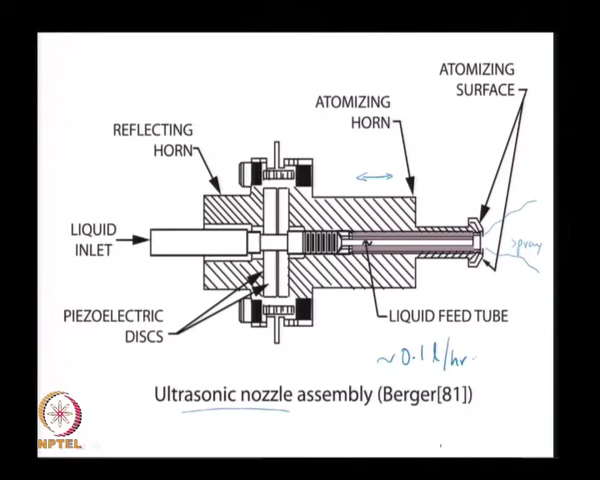 ATOMIZING
SURFACE
ATOMIZING
HORN
REFLECTING
HORN
LIQUID
INLET
spray
PIEZOELECTRIC
DISCS
LIQUID FEED TUBE
~0.1 l/hr.
Ultrasonic nozzle assembly (Berger[81])
NPTEL